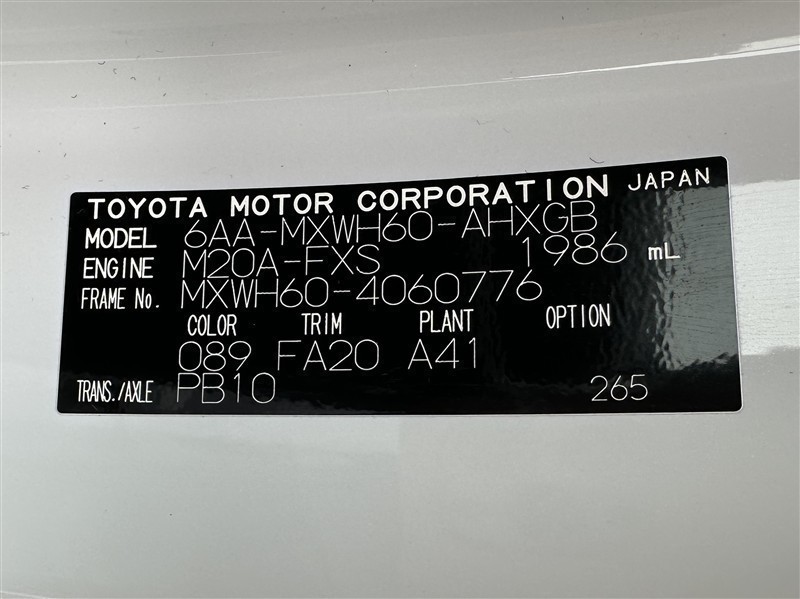 TOYOTA MOTOR CORPORATION JAPAN
MODEL 6AA-MXWH60-AHXGB
ENGINE M20A-FXS 1986 mL
FRAME No. MXWH60-4060776
COLOR TRIM PLANT OPTION
089 FA20 A41
TRANS./AXLE PB10 265